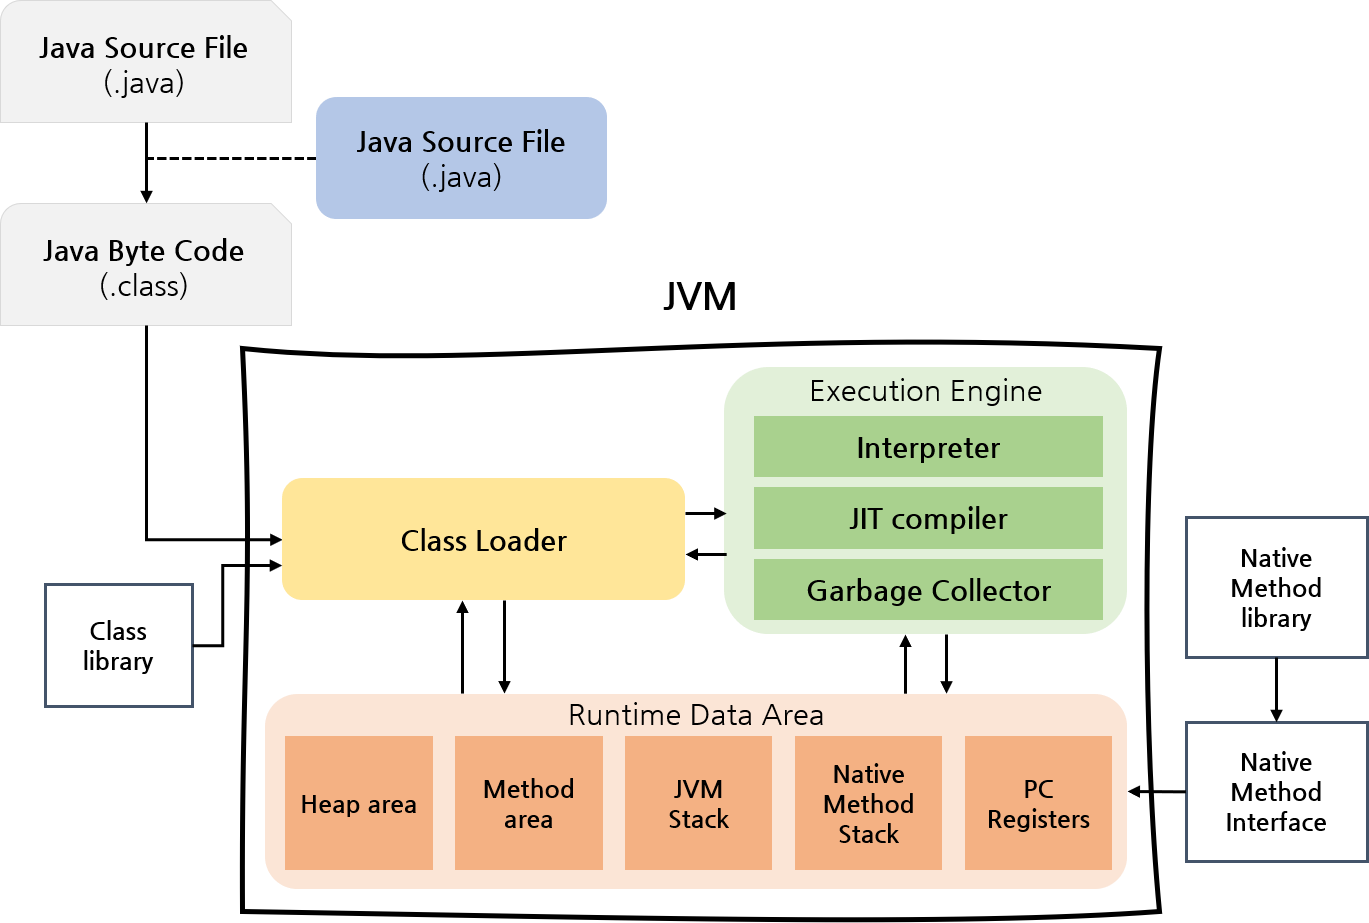 Java Source File
(.java)
Java Source File
(.java)
Java Byte Code
(.class)
JVM
Execution Engine
Interpreter
JIT compiler
Garbage Collector
Class Loader
Class
library
Native
Method
library
Runtime Data Area
Heap area
Method
area
JVM
Stack
Native
Method
Stack
PC
Registers
Native
Method
Interface